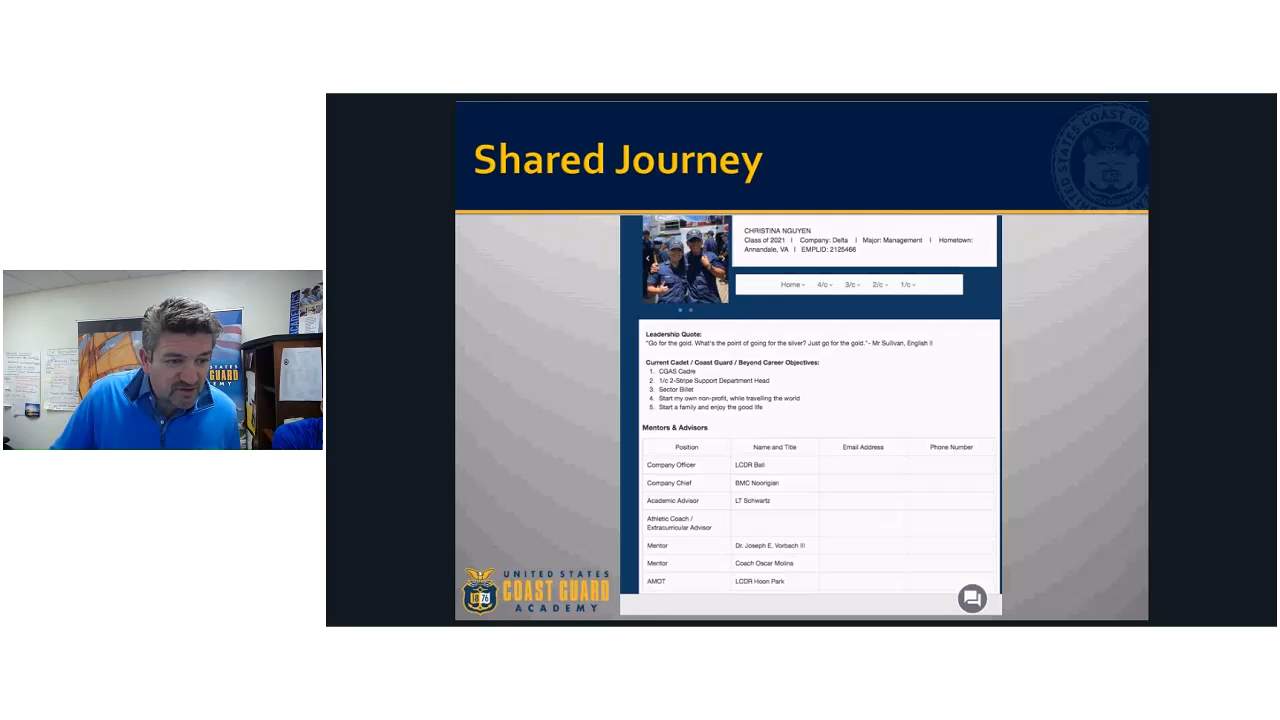 Shared Journey
UNITED STATES COAST GUARD
CHRISTINA NGUYEN
Class of 2021 I Company: Delta I Major: Management I Hometown:
Annandale, VA I EMPLID: 2125466
Home 4/c 3/c 2/c 1/c
Leadership Quote:
"Go for the gold. What's the point of going for the silver? Just go for the gold."- Mr Sullivan, English II
Current Cadet / Coast Guard / Beyond Career Objectives:
1. CGAS Cadre
2. 1/c 2-Stripe Support Department Head
3. Sector Billet
4. Start my own non-profit, while travelling the world
5. Start a family and enjoy the good life
Mentors & Advisors
Position Name and Title Email Address Phone Number
Company Officer LCDR Ball
Company Chief BMC Noorigian
Academic Advisor LT Schwartz
Athletic Coach /
Extracurricular Advisor
Mentor Dr. Joseph E. Vorbach III
Mentor Coach Oscar Molina
AMOT LCDR Hoon Park
UNITED STATES
COAST GUARD
ACADEMY
1876
ACADEMIES